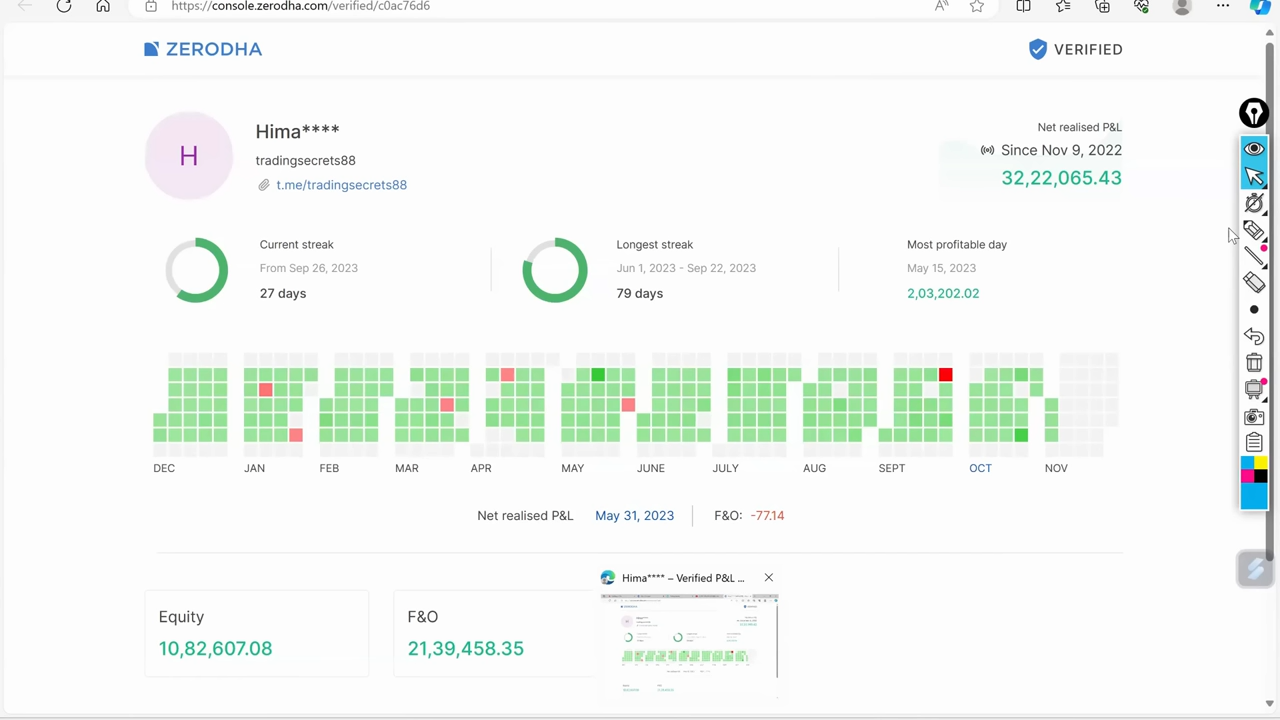 https://console.zerodha.com/verified/c0ac76d6
ZERODHA
VERIFIED
H
Hima****
tradingsecrets88
t.me/tradingsecrets88
Net realised P&L
Since Nov 9, 2022
32,22,065.43
Current streak
From Sep 26, 2023
27 days
Longest streak
Jun 1, 2023 - Sep 22, 2023
79 days
Most profitable day
May 15, 2023
2,03,202.02
DEC JAN FEB MAR APR MAY JUNE JULY AUG SEPT OCT NOV
Net realised P&L May 31, 2023 F&O: -77.14
Equity
10,82,607.08
F&O
21,39,458.35
Hima**** – Verified P&L ...